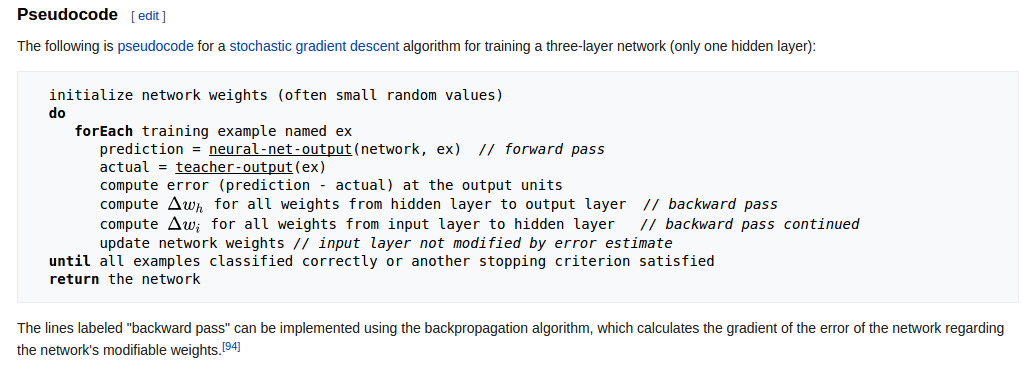 Pseudocode [ edit ]
The following is pseudocode for a stochastic gradient descent algorithm for training a three-layer network (only one hidden layer):
initialize network weights (often small random values)
do
forEach training example named ex
prediction = neural-net-output(network, ex)  // forward pass
actual = teacher-output(ex)
compute error (prediction - actual) at the output units
compute Δwₕ for all weights from hidden layer to output layer  // backward pass
compute Δwᵢ for all weights from input layer to hidden layer   // backward pass continued
update network weights // input layer not modified by error estimate
until all examples classified correctly or another stopping criterion satisfied
return the network
The lines labeled "backward pass" can be implemented using the backpropagation algorithm, which calculates the gradient of the error of the network regarding
the network's modifiable weights.[94]